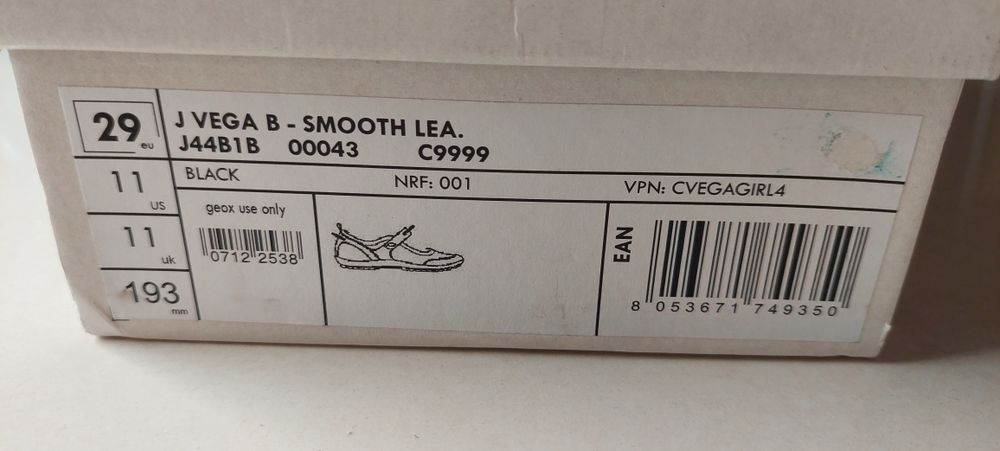 29 eu
11 US
11 uk
193 mm
J VEGA B - SMOOTH LEA.
J44B1B 00043 C9999
BLACK NRF: 001 VPN: CVEGAGIRL4
geox use only
0712 2538
EAN
8 053671 749350